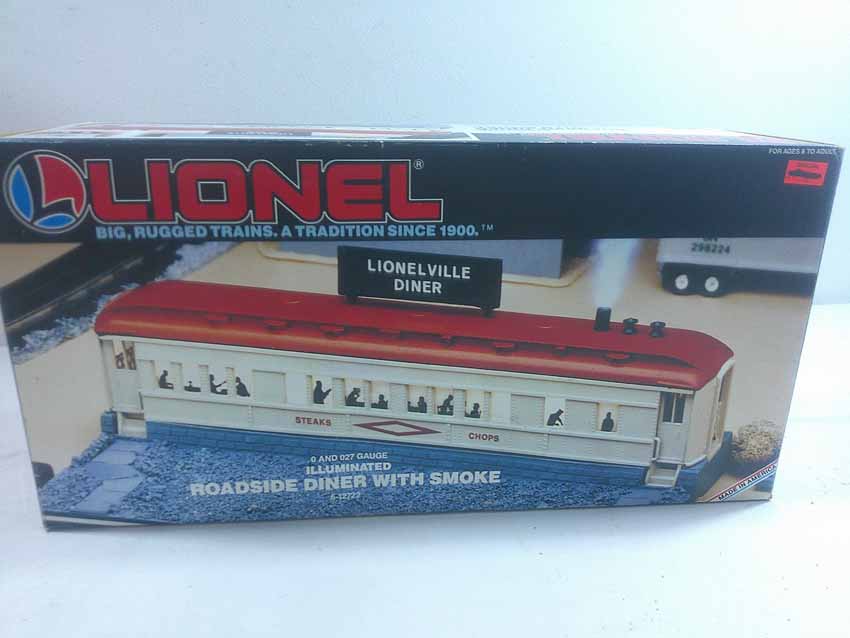 FOR AGES 8 TO ADULT
LIONEL®
BIG, RUGGED TRAINS. A TRADITION SINCE 1900.™
298224
LIONELVILLE
DINER
STEAKS
CHOPS
O AND 027 GAUGE
ILLUMINATED
ROADSIDE DINER WITH SMOKE
6-12722
MADE IN AMERICA